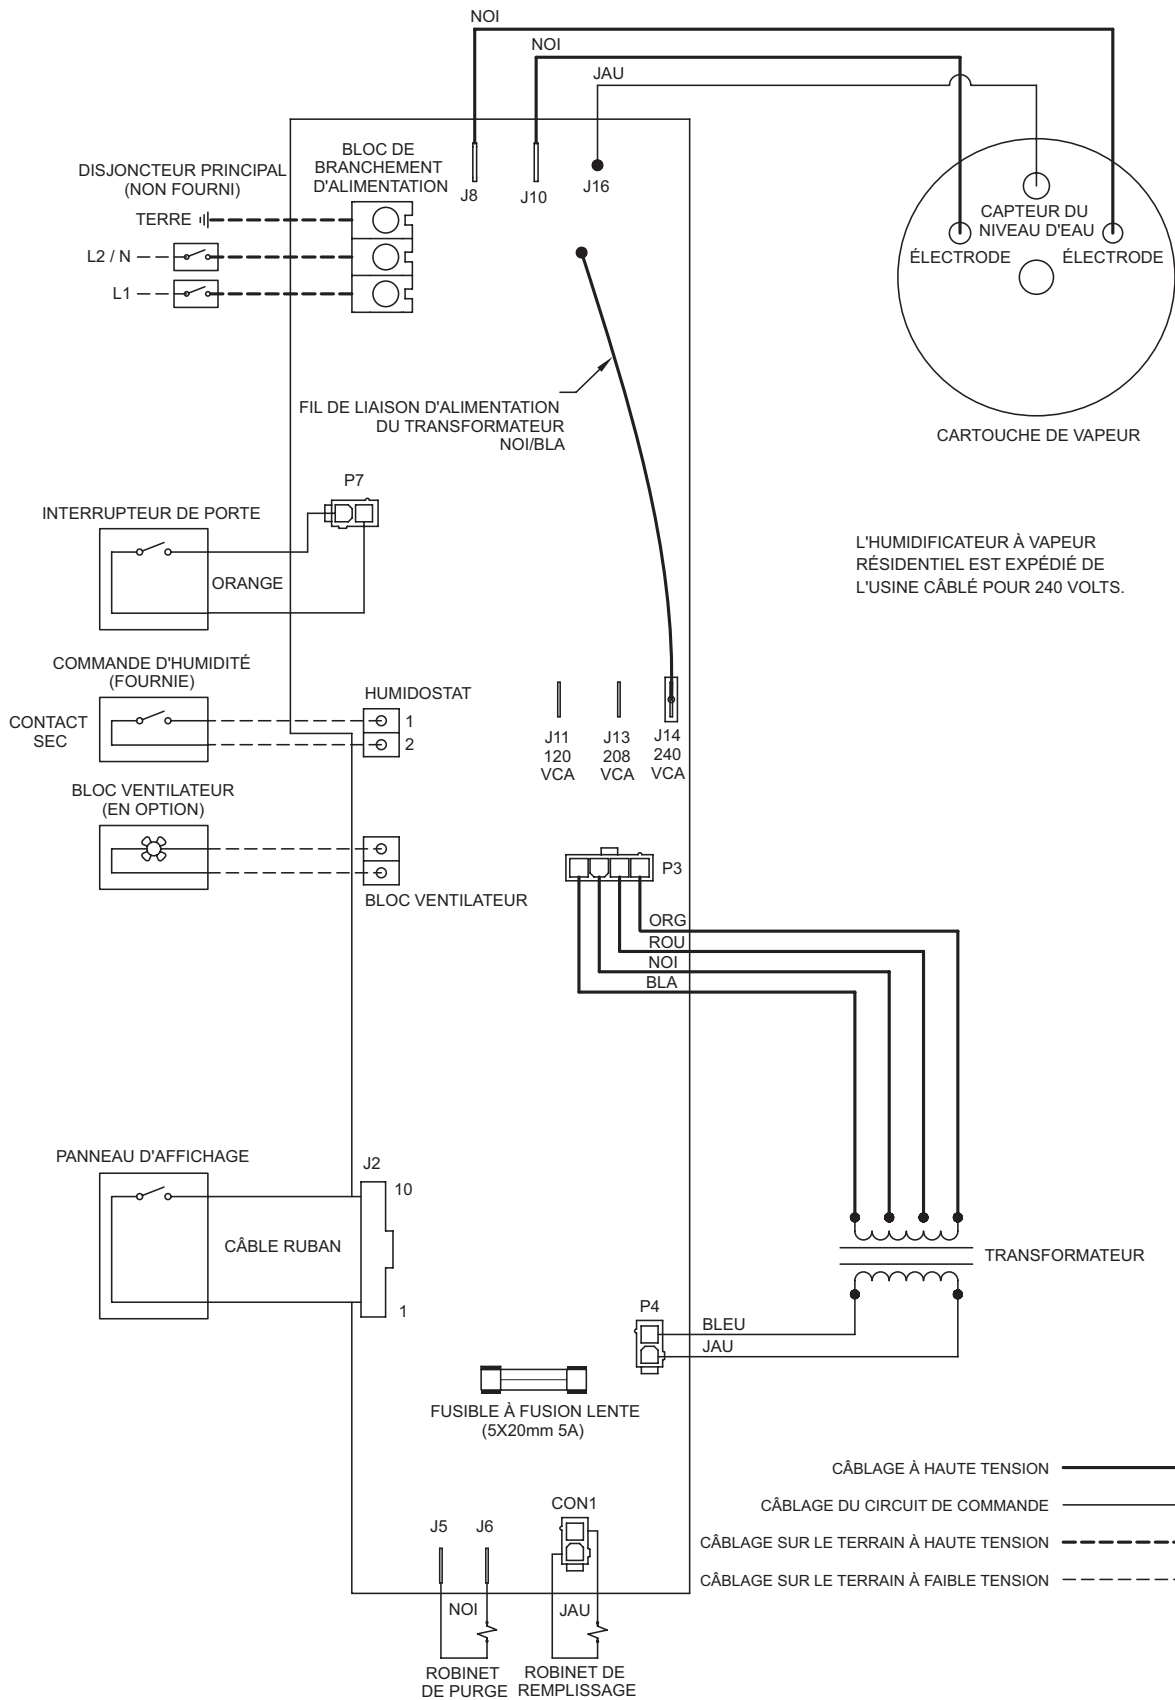 NOI
NOI
JAU
DISJONCTEUR PRINCIPAL
(NON FOURNI)
BLOC DE
BRANCHEMENT
D'ALIMENTATION
J8
J10
J16
TERRE
L2 / N
L1
CAPTEUR DU
NIVEAU D'EAU
ÉLECTRODE
ÉLECTRODE
CARTOUCHE DE VAPEUR
FIL DE LIAISON D'ALIMENTATION
DU TRANSFORMATEUR
NOI/BLA
P7
INTERRUPTEUR DE PORTE
ORANGE
L'HUMIDIFICATEUR À VAPEUR
RÉSIDENTIEL EST EXPÉDIÉ DE
L'USINE CÂBLÉ POUR 240 VOLTS.
COMMANDE D'HUMIDITÉ
(FOURNIE)
CONTACT
SEC
HUMIDOSTAT
1
2
J11
120
VCA
J13
208
VCA
J14
240
VCA
BLOC VENTILATEUR
(EN OPTION)
BLOC VENTILATEUR
P3
ORG
ROU
NOI
BLA
PANNEAU D'AFFICHAGE
J2
10
CÂBLE RUBAN
1
TRANSFORMATEUR
P4
BLEU
JAU
FUSIBLE À FUSION LENTE
(5X20mm 5A)
CÂBLAGE À HAUTE TENSION
CÂBLAGE DU CIRCUIT DE COMMANDE
CÂBLAGE SUR LE TERRAIN À HAUTE TENSION
CÂBLAGE SUR LE TERRAIN À FAIBLE TENSION
J5
J6
CON1
NOI
JAU
ROBINET
DE PURGE
ROBINET DE
REMPLISSAGE